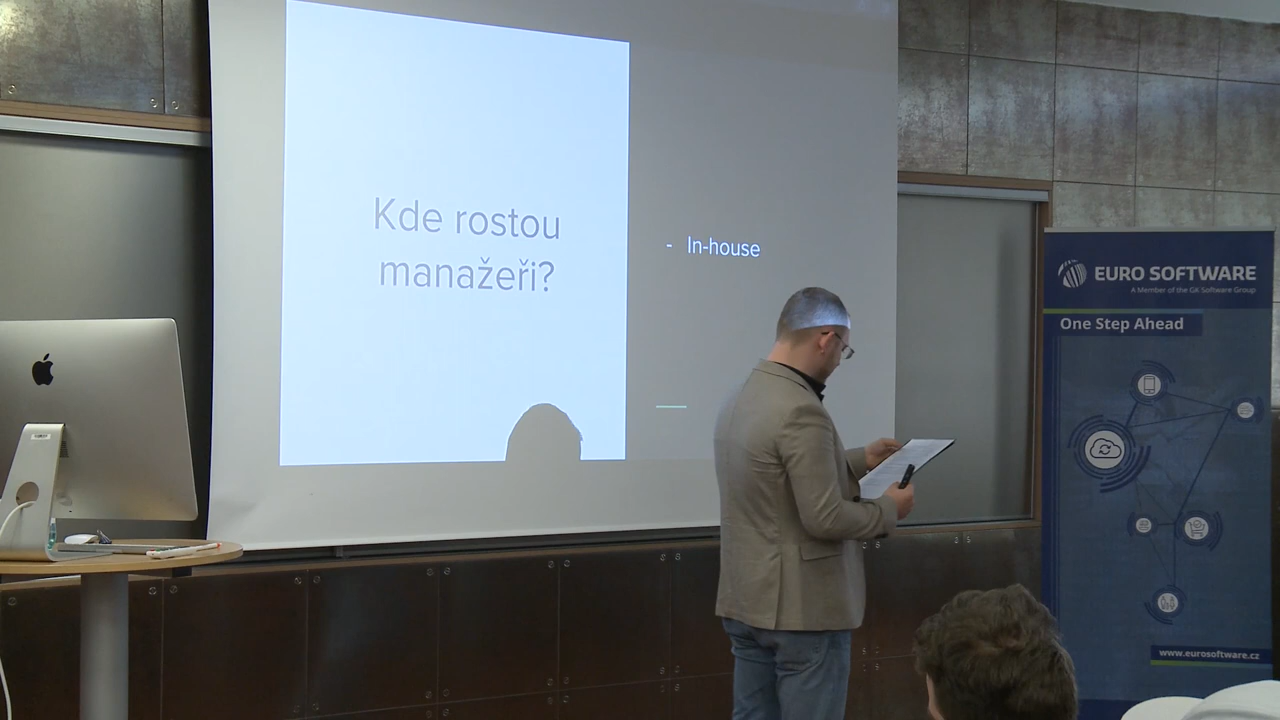 Kde rostou
manažeři?
- In-house
EURO SOFTWARE
A Member of the GK Software Group
One Step Ahead
www.eurosoftware.cz